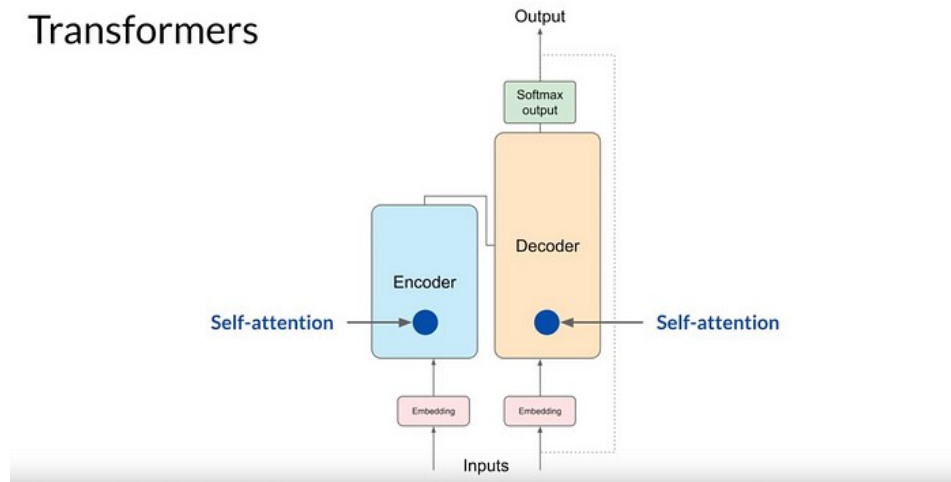 Transformers
Output
Softmax
output
Decoder
Encoder
Self-attention
Self-attention
Embedding
Embedding
Inputs